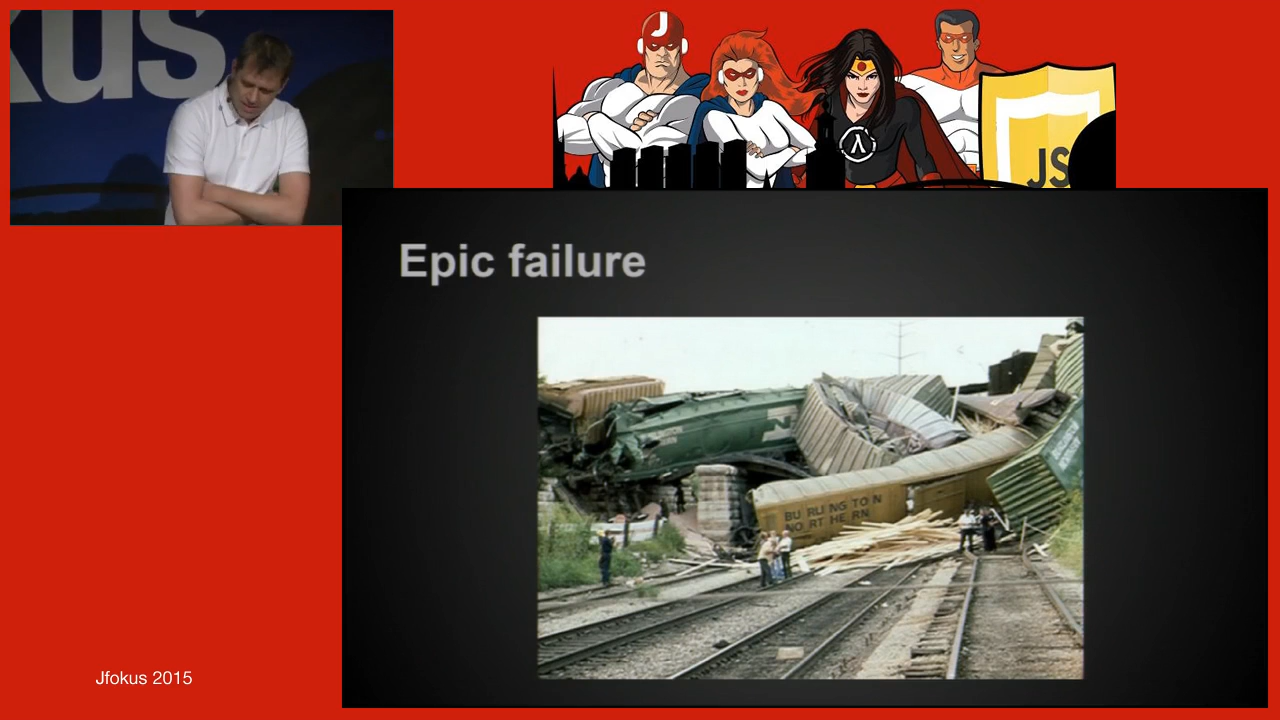 kus
J
λ
JS
Epic failure
BURLINGTON
NORTHERN
Jfokus 2015